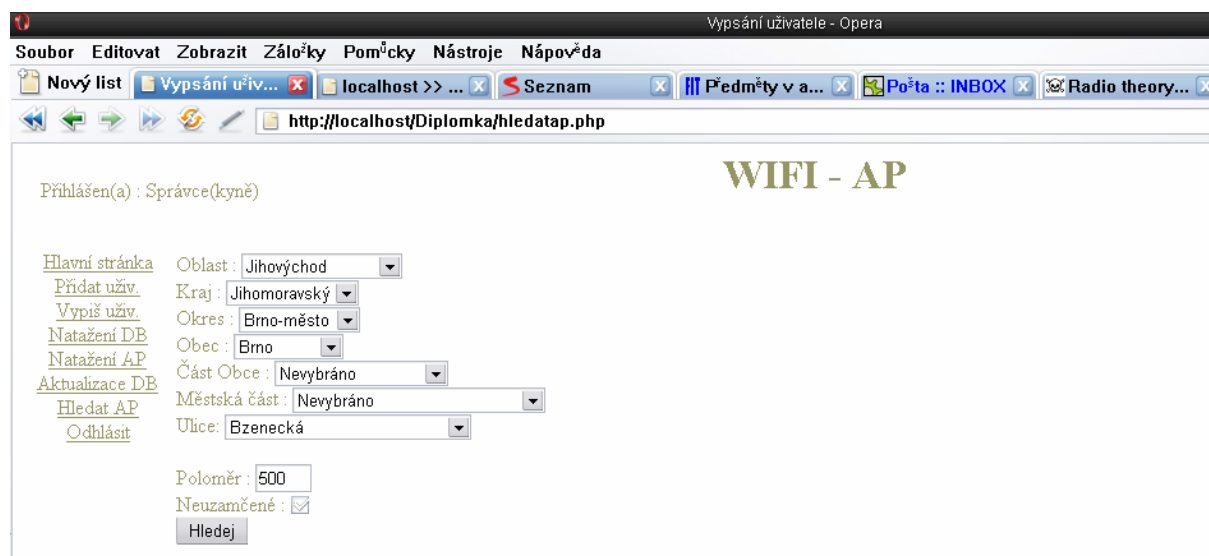 Vypsání uživatele - Opera
Soubor Editovat Zobrazit Záložky Pomůcky Nástroje Nápověda
Nový list Vypsání uživ... localhost >> ... Seznam Předměty v a... Pošta :: INBOX Radio theory...
http://localhost/Diplomka/hledatap.php
WIFI - AP
Přihlášen(a) : Správce(kyně)
Hlavní stránka
Přidat uživ.
Vypiš uživ.
Natažení DB
Natažení AP
Aktualizace DB
Hledat AP
Odhlásit
Oblast : Jihovýchod
Kraj : Jihomoravský
Okres : Brno-město
Obec : Brno
Část Obce : Nevybráno
Městská část : Nevybráno
Ulice: Bzenecká
Poloměr : 500
Neuzamčené :
Hledej